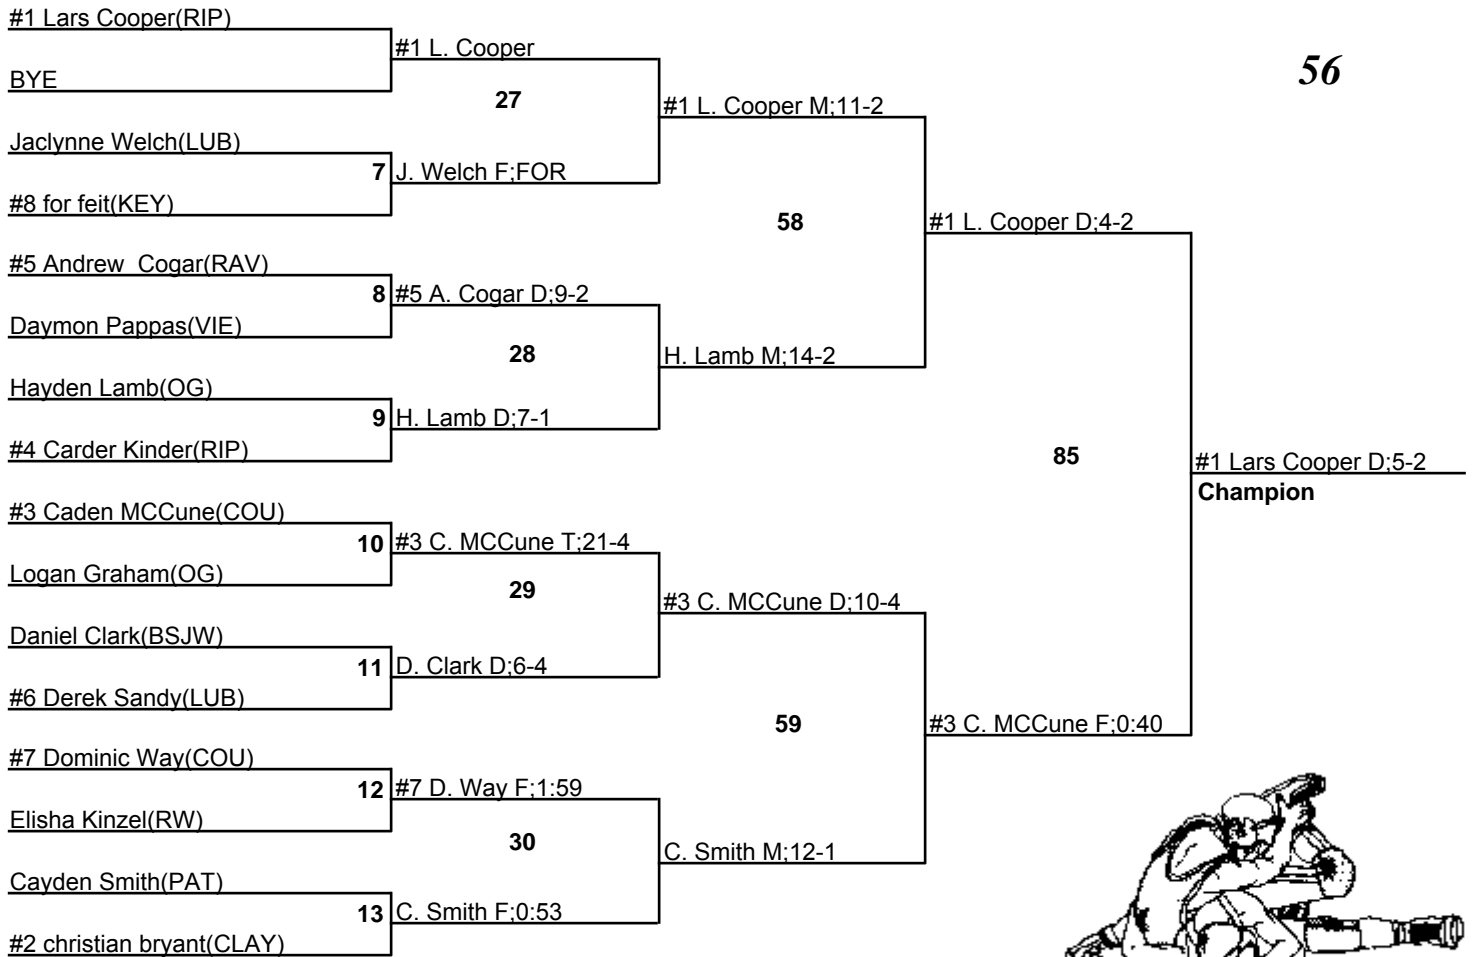 #1 Lars Cooper(RIP)
#1 L. Cooper
56
BYE
27
#1 L. Cooper M;11-2
Jaclynne Welch(LUB)
7 J. Welch F;FOR
#8 for feit(KEY)
58
#1 L. Cooper D;4-2
#5 Andrew  Cogar(RAV)
8 #5 A. Cogar D;9-2
Daymon Pappas(VIE)
28
H. Lamb M;14-2
Hayden Lamb(OG)
9 H. Lamb D;7-1
#4 Carder Kinder(RIP)
85
#1 Lars Cooper D;5-2
Champion
#3 Caden MCCune(COU)
10 #3 C. MCCune T;21-4
Logan Graham(OG)
29
#3 C. MCCune D;10-4
Daniel Clark(BSJW)
11 D. Clark D;6-4
#6 Derek Sandy(LUB)
59
#3 C. MCCune F;0:40
#7 Dominic Way(COU)
12 #7 D. Way F;1:59
Elisha Kinzel(RW)
30
C. Smith M;12-1
Cayden Smith(PAT)
13 C. Smith F;0:53
#2 christian bryant(CLAY)